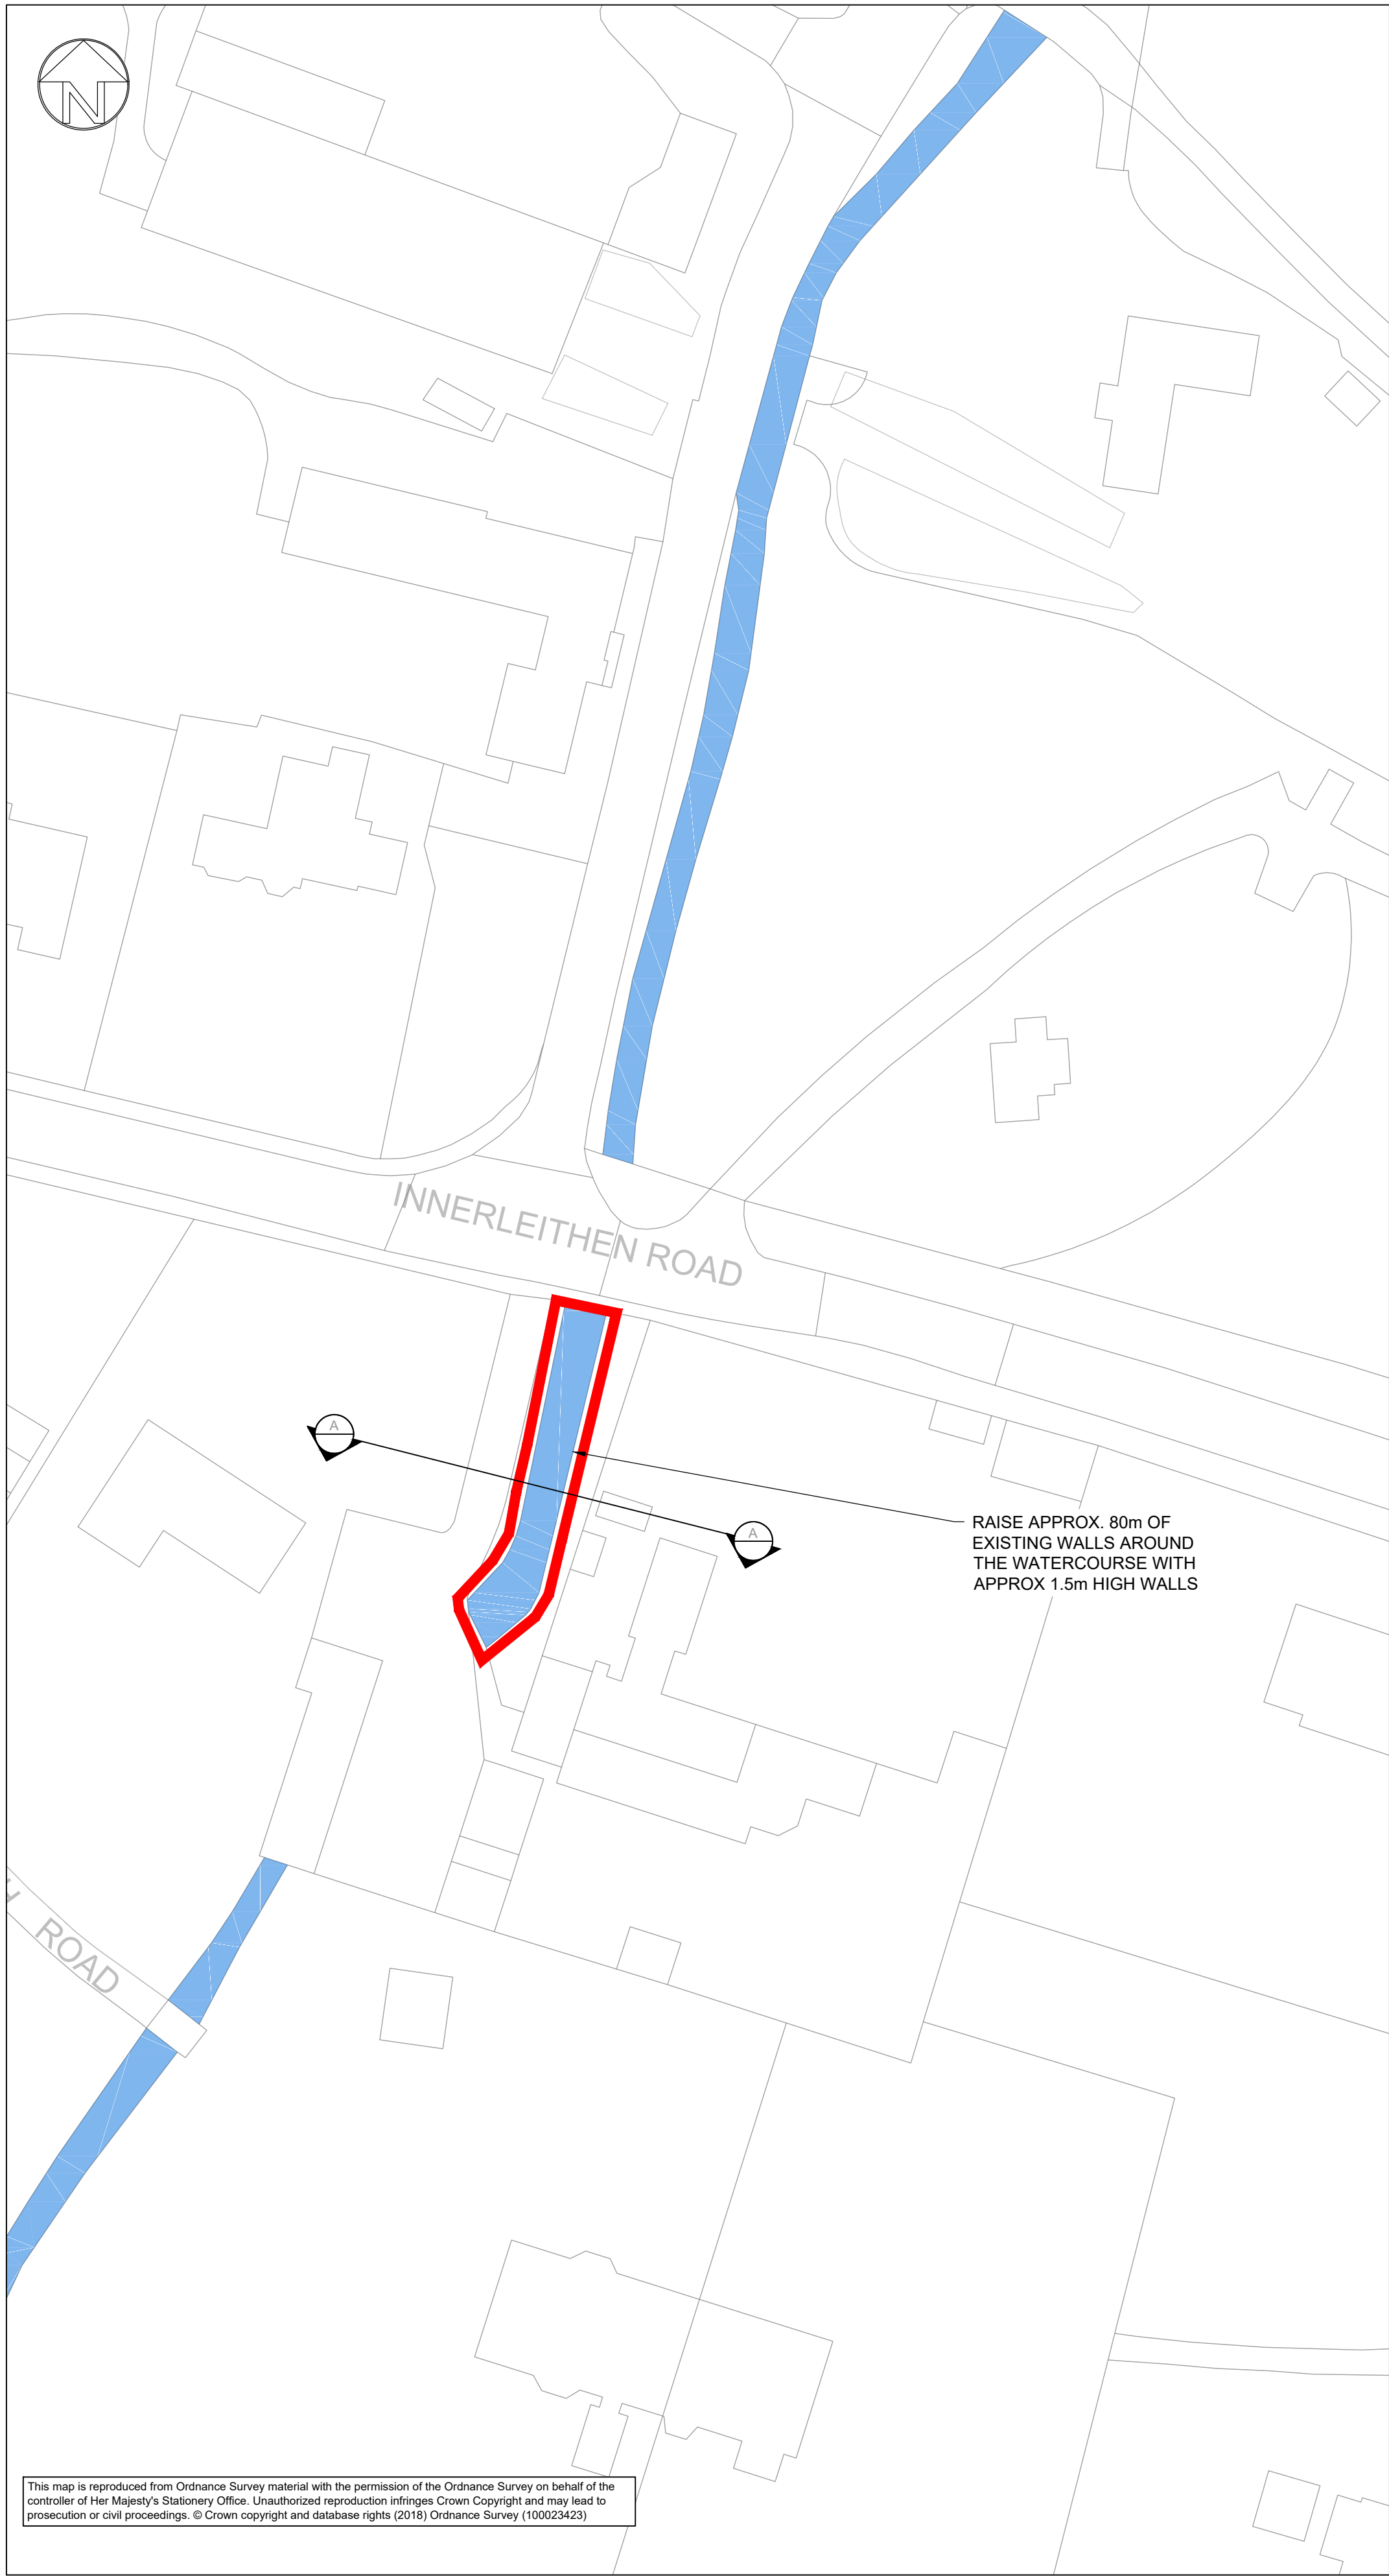 N
INNERLEITHEN ROAD
A
A
RAISE APPROX. 80m OF
EXISTING WALLS AROUND
THE WATERCOURSE WITH
APPROX 1.5m HIGH WALLS
ROAD
This map is reproduced from Ordnance Survey material with the permission of the Ordnance Survey on behalf of the
controller of Her Majesty's Stationery Office. Unauthorized reproduction infringes Crown Copyright and may lead to
prosecution or civil proceedings. © Crown copyright and database rights (2018) Ordnance Survey (100023423)